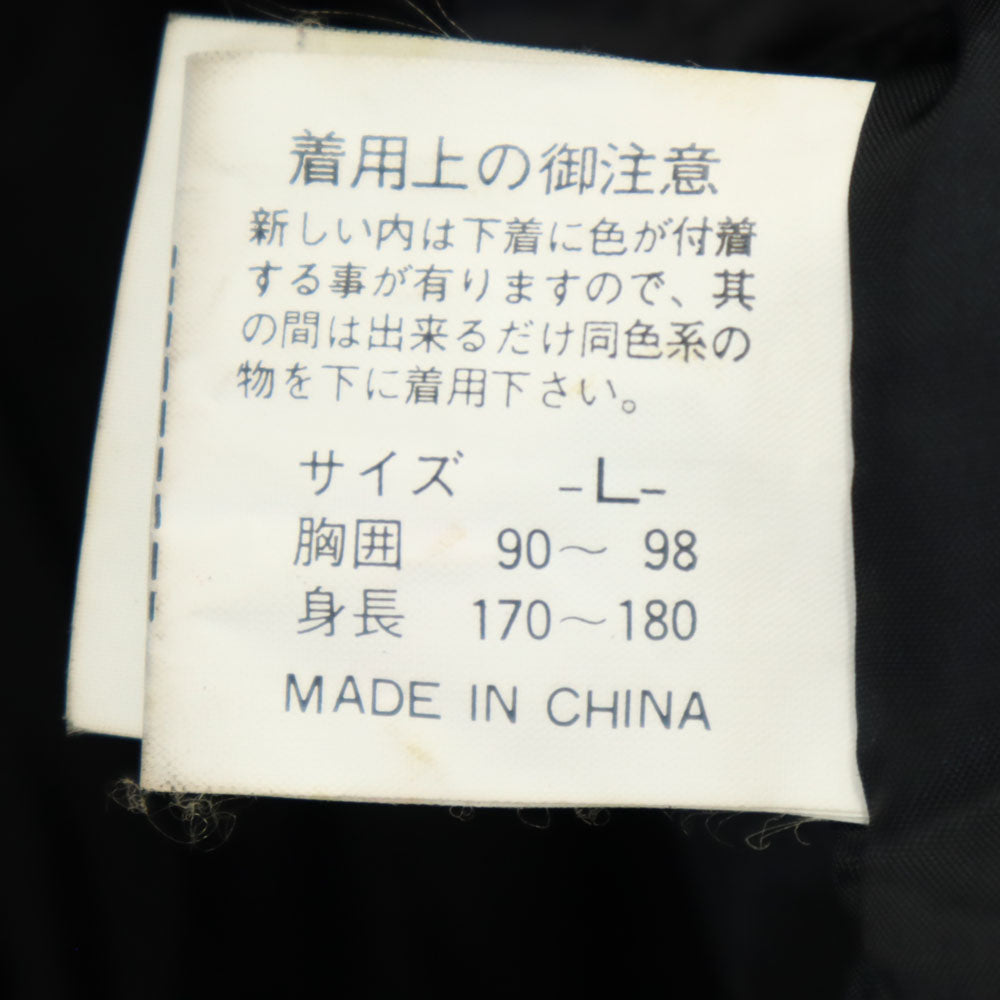 着用上の御注意
新しい内は下着に色が付着
する事が有りますので、其
の間は出来るだけ同色系の
物を下に着用下さい。
サイズ -L-
胸囲 90～ 98
身長 170～180
MADE IN CHINA